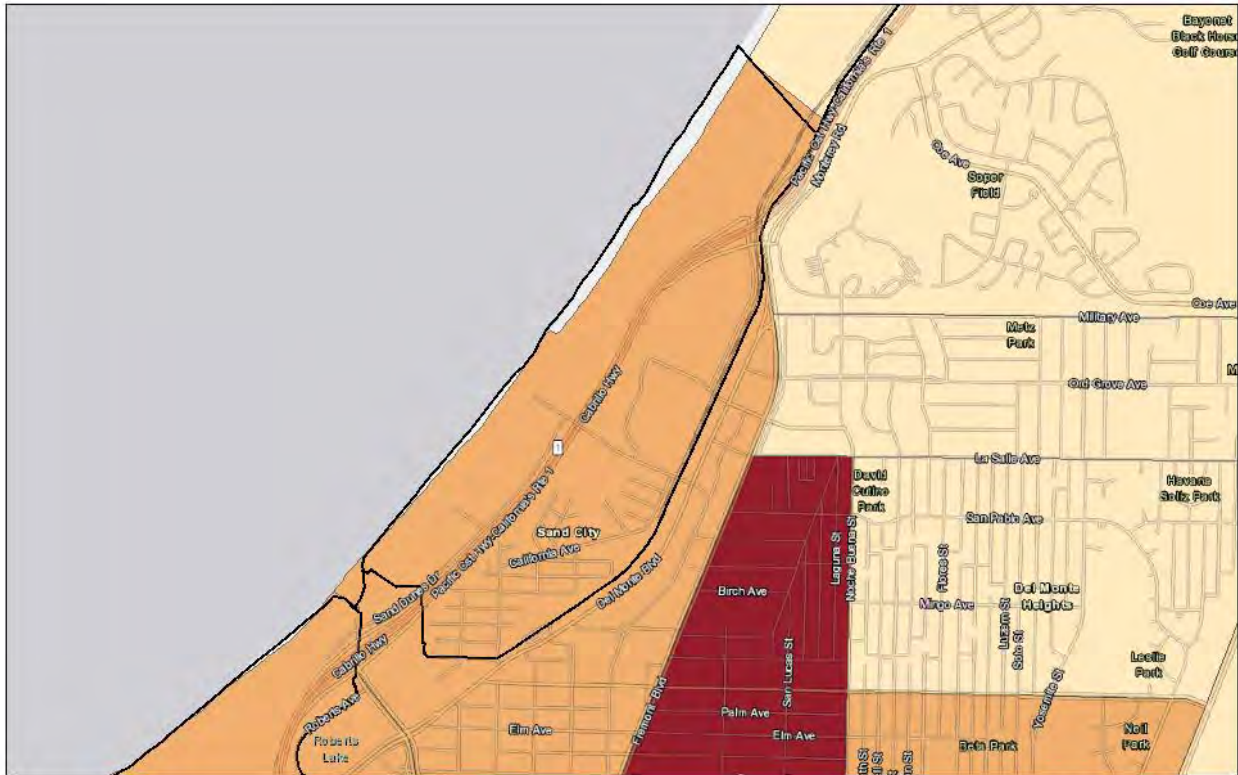 Bayonet
Black Horse
Golf Course
Pacific Cst Hwy-California's Rte 1
Monterey Rd
Coe Ave
Soper
Field
Coe Ave
Military Ave
Metz
Park
Ord Grove Ave
M
Cabrillo Hwy
1
La Salle Ave
David
Cutino
Park
Havana
Soliz Park
San Pablo Ave
Sand City
California Ave
Pacific Cst Hwy-California's Rte 1
Sand Dunes Dr
Del Monte Blvd
Laguna St
Noche Buena St
Flores St
Birch Ave
Mingo Ave
Del Monte
Heights
Luzern St
Soto St
Cabrillo Hwy
San Lucas St
Leslie
Park
Yosemite St
Roberts Ave
Fremont Blvd
Palm Ave
Elm Ave
Elm Ave
Roberts
Lake
Beta Park
Neil
Park